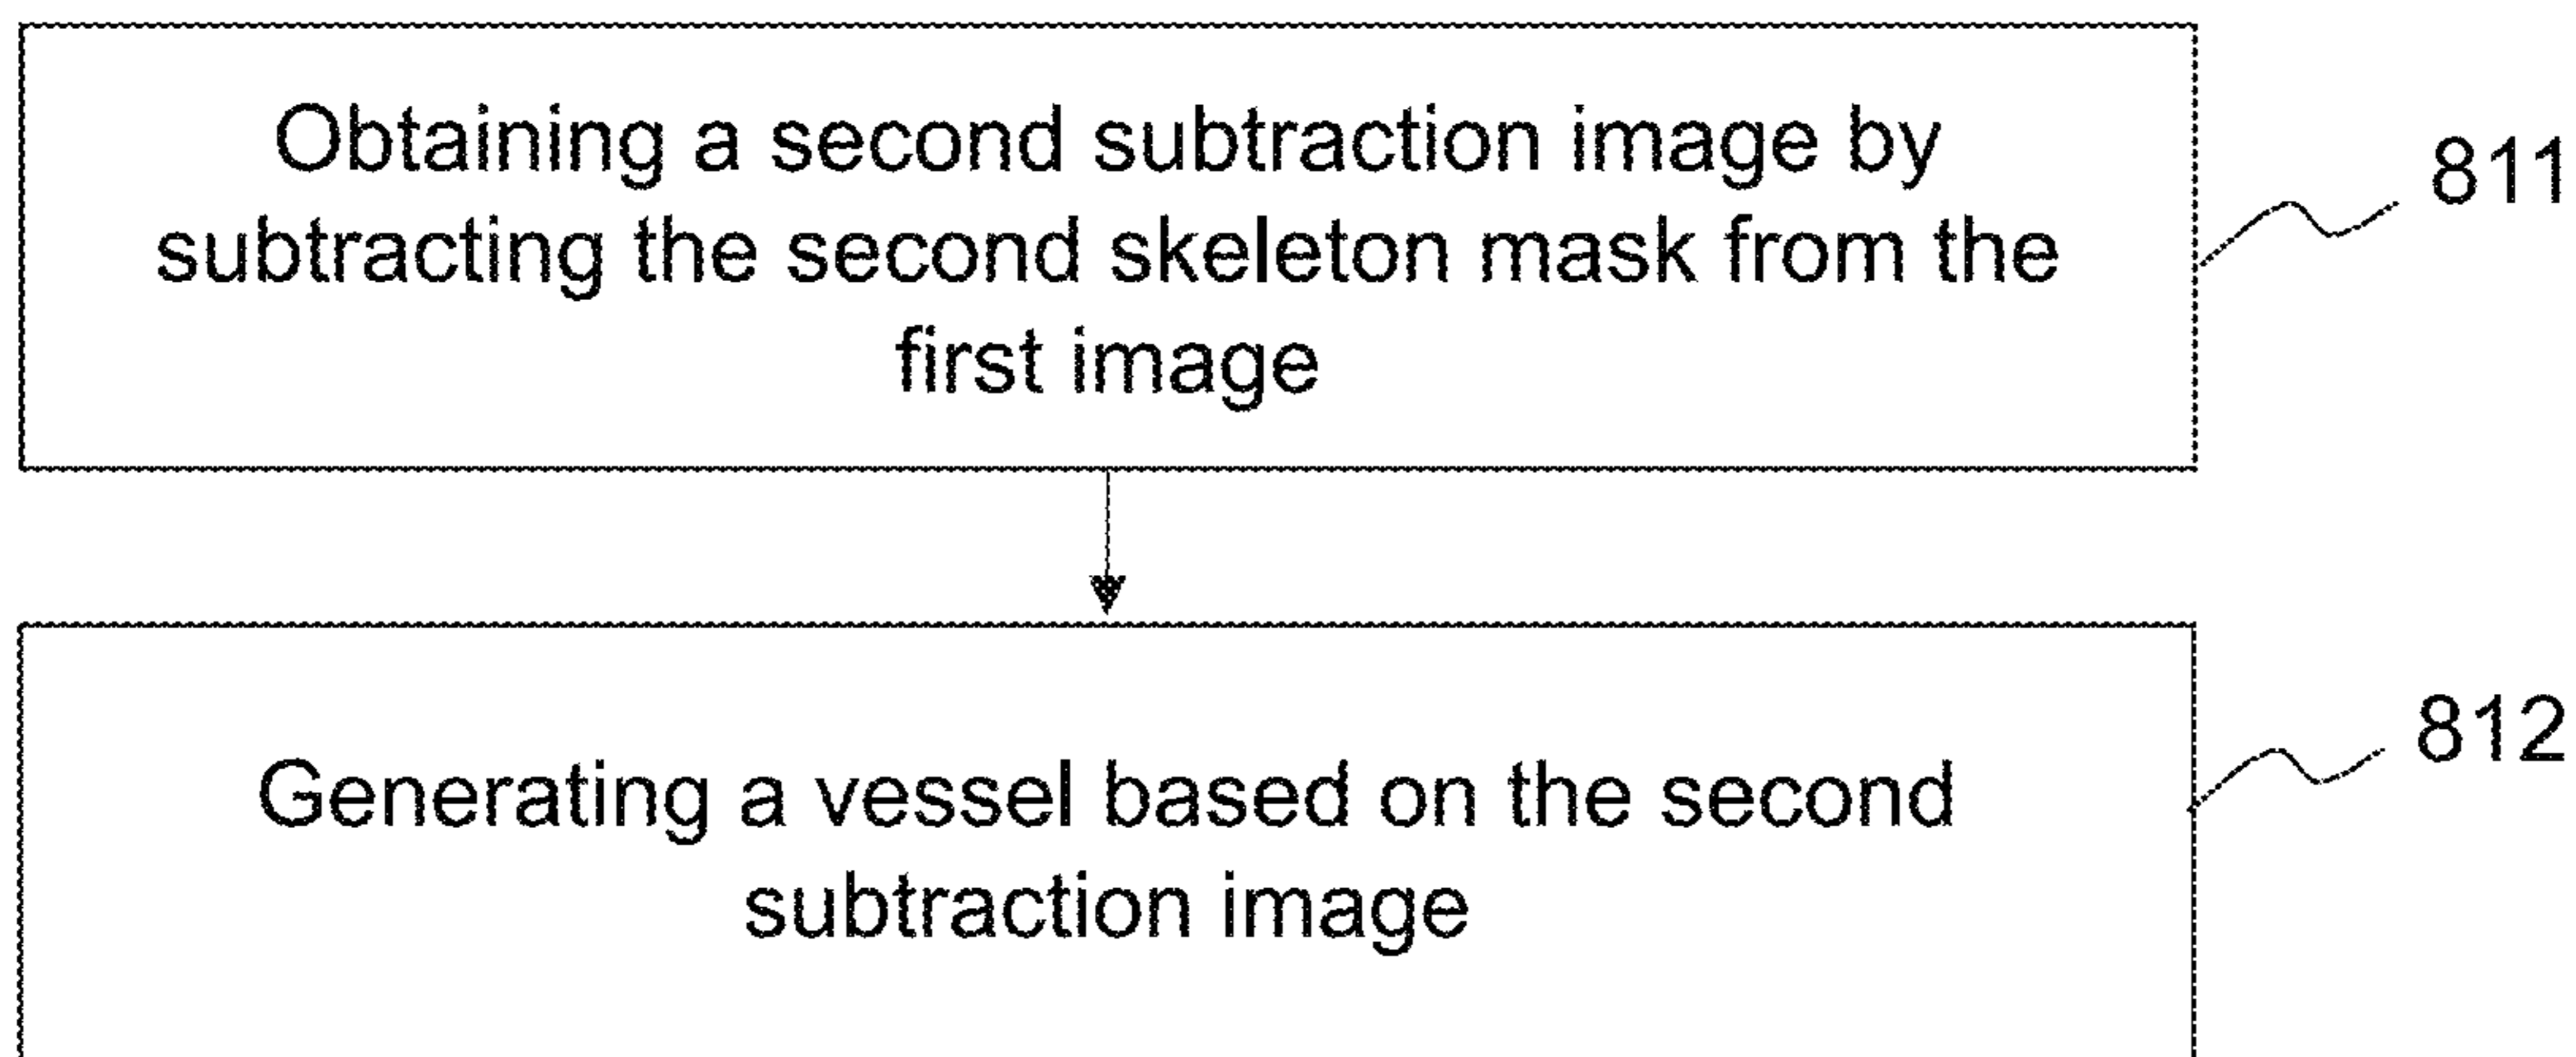 Obtaining a second subtraction image by
subtracting the second skeleton mask from the
first image
811
Generating a vessel based on the second
subtraction image
812